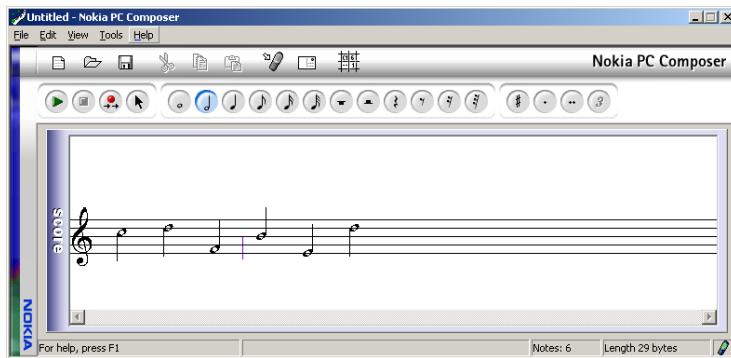 Untitled - Nokia PC Composer
File Edit View Tools Help
Nokia PC Composer
3
score
NOKIA
For help, press F1
Notes: 6
Length 29 bytes